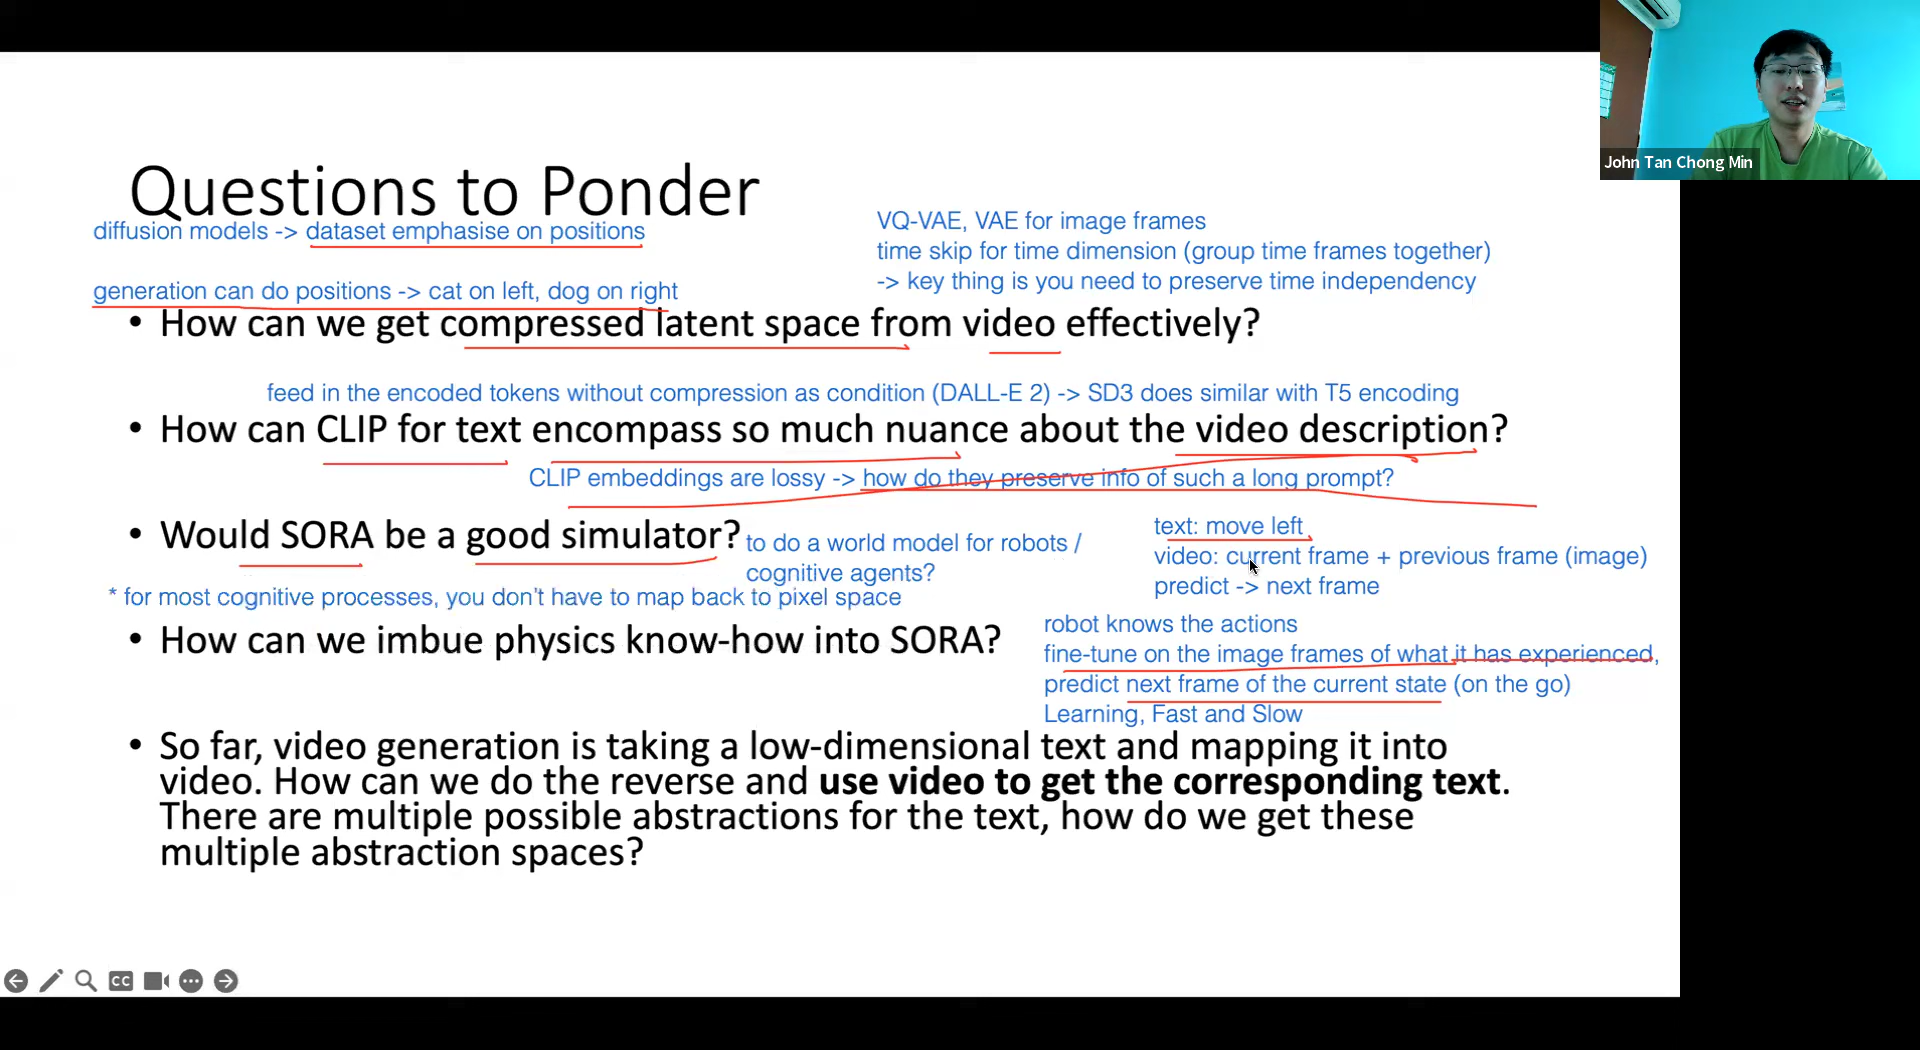 John Tan Chong Min
Questions to Ponder
diffusion models -> dataset emphasise on positions
generation can do positions -> cat on left, dog on right
VQ-VAE, VAE for image frames
time skip for time dimension (group time frames together)
-> key thing is you need to preserve time independency
• How can we get compressed latent space from video effectively?
feed in the encoded tokens without compression as condition (DALL-E 2) -> SD3 does similar with T5 encoding
• How can CLIP for text encompass so much nuance about the video description?
CLIP embeddings are lossy -> how do they preserve info of such a long prompt?
• Would SORA be a good simulator?
to do a world model for robots /
cognitive agents?
text: move left
video: current frame + previous frame (image)
predict -> next frame
* for most cognitive processes, you don't have to map back to pixel space
• How can we imbue physics know-how into SORA?
robot knows the actions
fine-tune on the image frames of what it has experienced,
predict next frame of the current state (on the go)
Learning, Fast and Slow
• So far, video generation is taking a low-dimensional text and mapping it into
video. How can we do the reverse and use video to get the corresponding text.
There are multiple possible abstractions for the text, how do we get these
multiple abstraction spaces?
CC